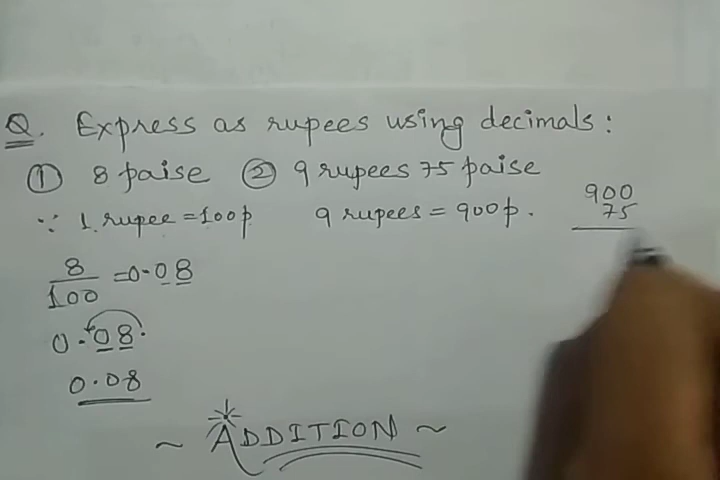 Q. Express as rupees using decimals:
① 8 paise ② 9 rupees 75 paise
∵ 1 rupee = 100p 9 rupees = 900p.
900
75
8/100 = 0.08
0.08.
0.08
~ ADDITION ~